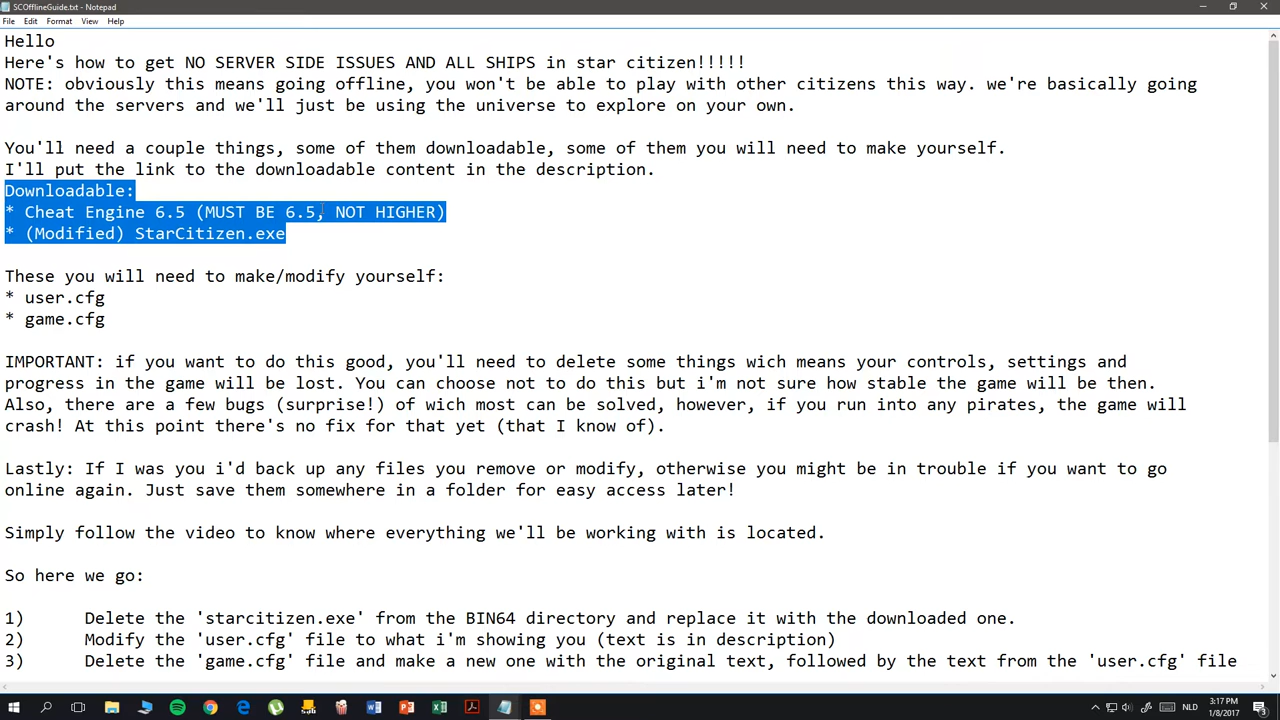 SCOfflineGuide.txt - Notepad
File Edit Format View Help
Hello
Here's how to get NO SERVER SIDE ISSUES AND ALL SHIPS in star citizen!!!!!
NOTE: obviously this means going offline, you won't be able to play with other citizens this way. we're basically going
around the servers and we'll just be using the universe to explore on your own.
You'll need a couple things, some of them downloadable, some of them you will need to make yourself.
I'll put the link to the downloadable content in the description.
Downloadable:
* Cheat Engine 6.5 (MUST BE 6.5, NOT HIGHER)
* (Modified) StarCitizen.exe
These you will need to make/modify yourself:
* user.cfg
* game.cfg
IMPORTANT: if you want to do this good, you'll need to delete some things wich means your controls, settings and
progress in the game will be lost. You can choose not to do this but i'm not sure how stable the game will be then.
Also, there are a few bugs (surprise!) of wich most can be solved, however, if you run into any pirates, the game will
crash! At this point there's no fix for that yet (that I know of).
Lastly: If I was you i'd back up any files you remove or modify, otherwise you might be in trouble if you want to go
online again. Just save them somewhere in a folder for easy access later!
Simply follow the video to know where everything we'll be working with is located.
So here we go:
1) Delete the 'starcitizen.exe' from the BIN64 directory and replace it with the downloaded one.
2) Modify the 'user.cfg' file to what i'm showing you (text is in description)
3) Delete the 'game.cfg' file and make a new one with the original text, followed by the text from the 'user.cfg' file
NLD
3:17 PM
1/8/2017